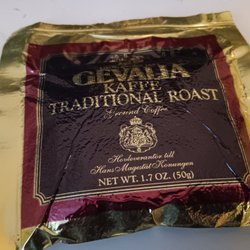 GEVALIA
KAFFE
TRADITIONAL ROAST
Ground Coffee
Hovleverantör till
Hans Majestät Konungen
NET WT. 1.7 OZ. (50g)